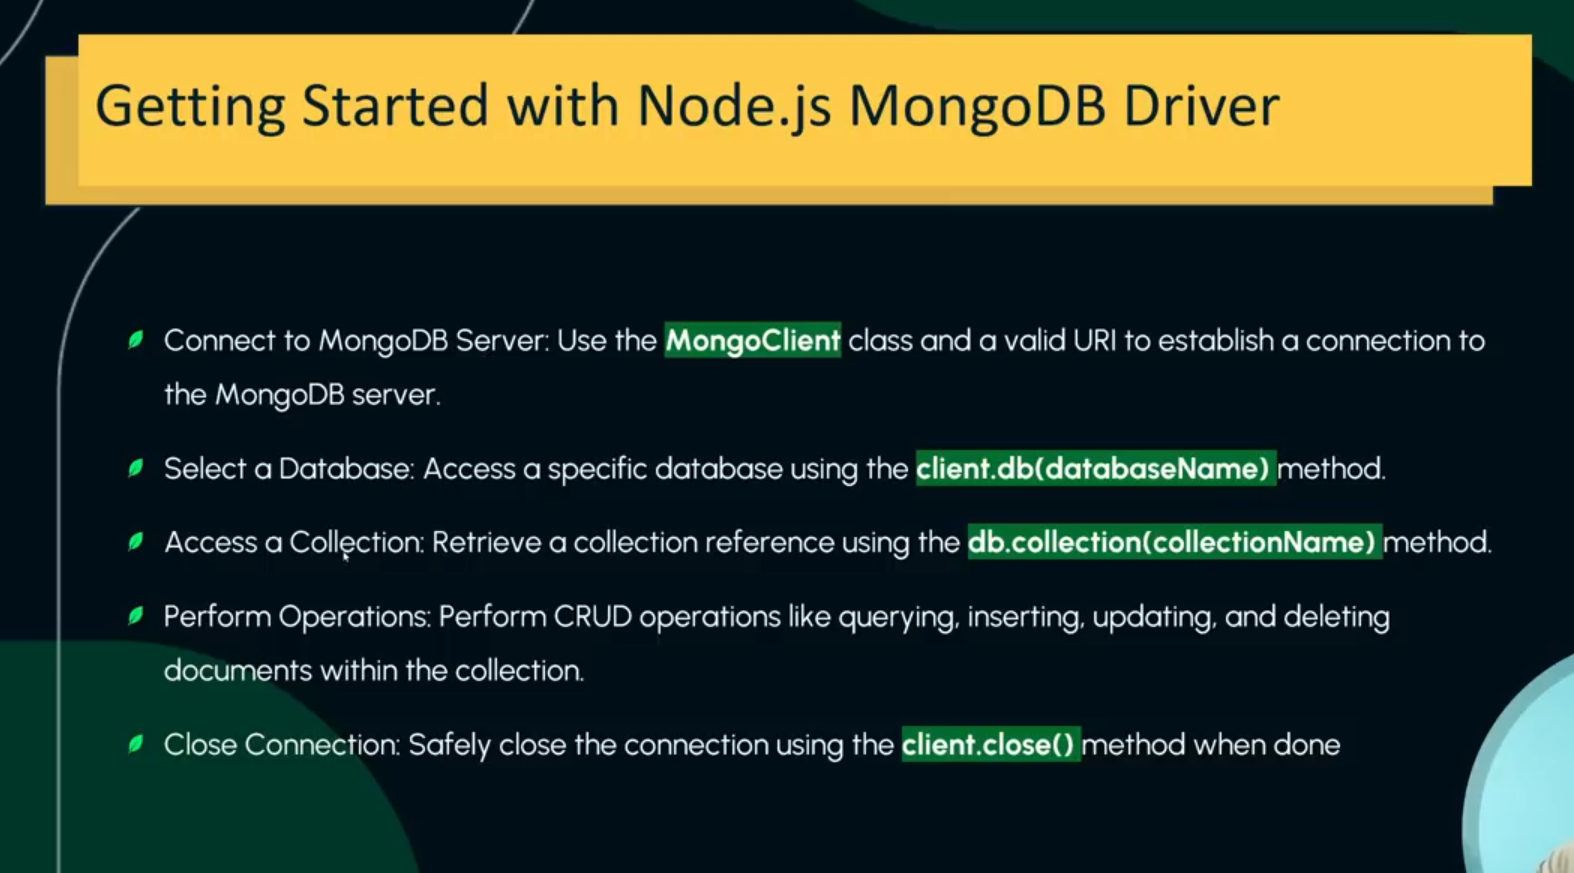 Getting Started with Node.js MongoDB Driver
Connect to MongoDB Server: Use the MongoClient class and a valid URI to establish a connection to
the MongoDB server.
Select a Database: Access a specific database using the client.db(databaseName) method.
Access a Collection: Retrieve a collection reference using the db.collection(collectionName) method.
Perform Operations: Perform CRUD operations like querying, inserting, updating, and deleting
documents within the collection.
Close Connection: Safely close the connection using the client.close() method when done